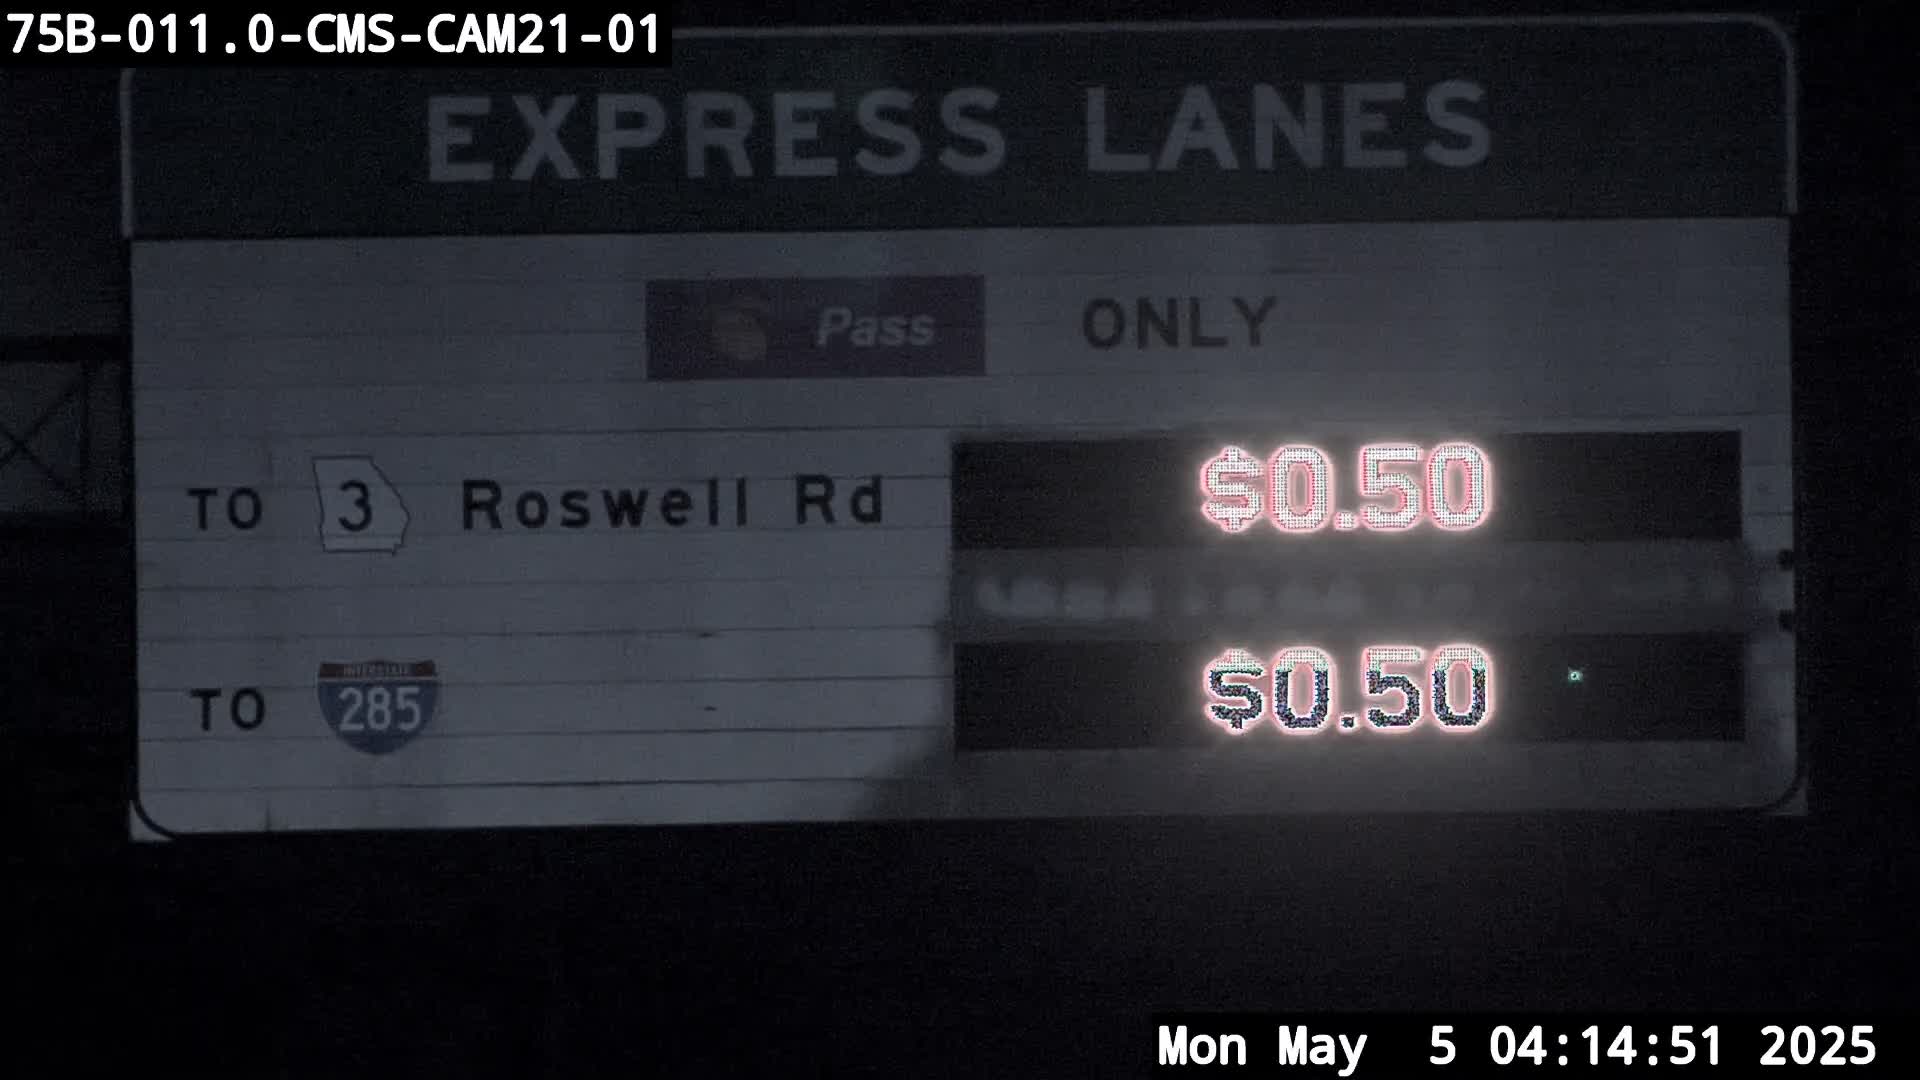 75B-011.0-CMS-CAM21-01
EXPRESS LANES
Pass ONLY
TO 3 Roswell Rd $0.50
INTERSTATE
TO 285 $0.50
Mon May 5 04:14:51 2025